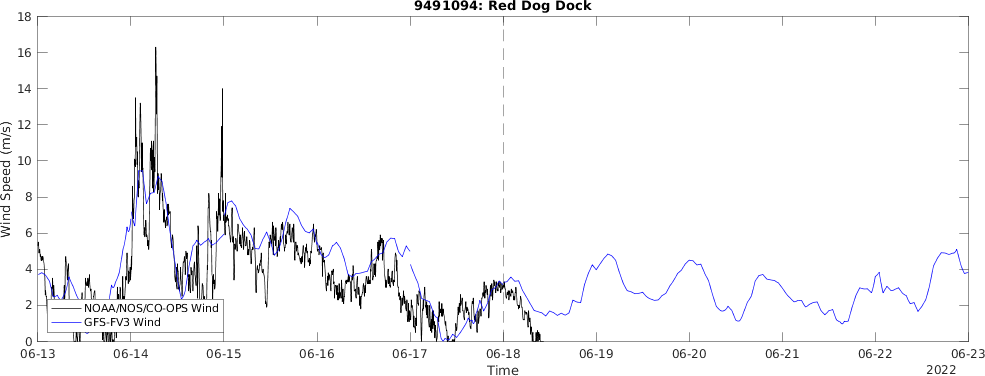 9491094: Red Dog Dock
Wind Speed (m/s)
18
16
14
12
10
8
6
4
2
0
NOAA/NOS/CO-OPS Wind
GFS-FV3 Wind
06-13 06-14 06-15 06-16 06-17 06-18 06-19 06-20 06-21 06-22 06-23
Time
2022